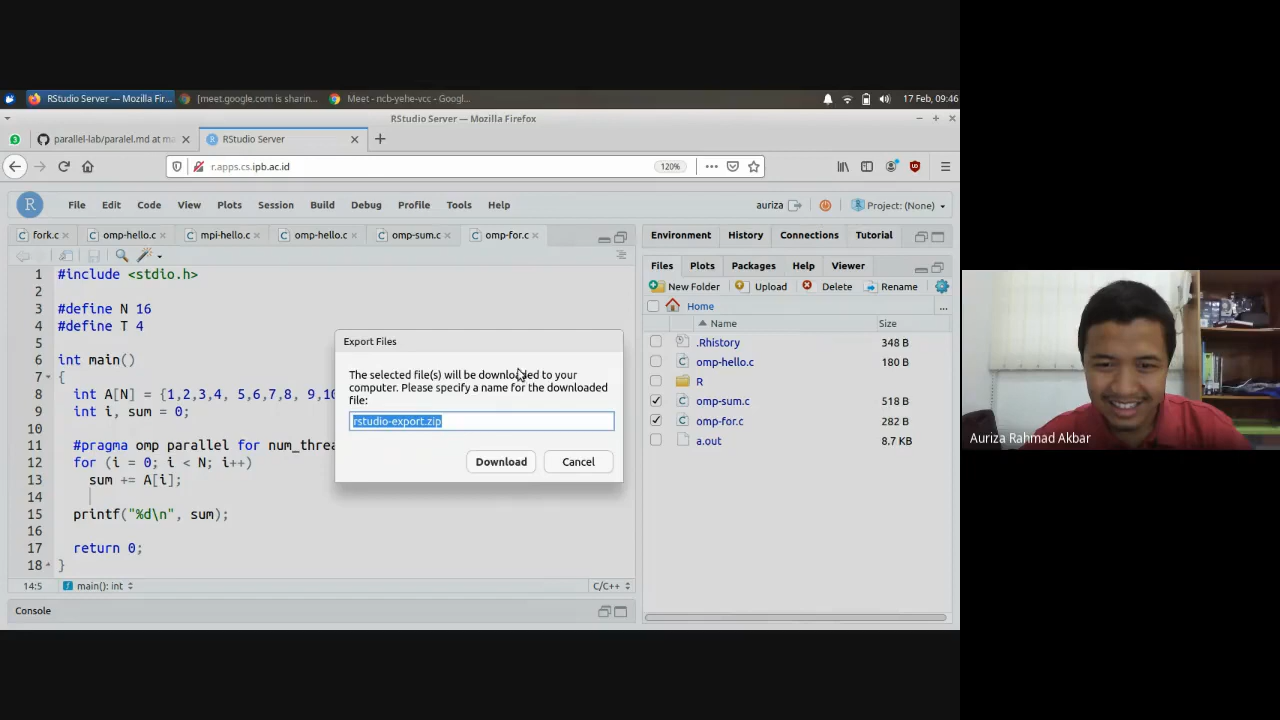 RStudio Server — Mozilla Fir...
[meet.google.com is sharin...
Meet - ncb-yehe-vcc - Googl...
17 Feb, 09:46
RStudio Server — Mozilla Firefox
3
parallel-lab/paralel.md at ma
RStudio Server
r.apps.cs.ipb.ac.id
120%
R
File Edit Code View Plots Session Build Debug Profile Tools Help
auriza
Project: (None)
fork.c
omp-hello.c
mpi-hello.c
omp-hello.c
omp-sum.c
omp-for.c
1 #include <stdio.h>
2
3 #define N 16
4 #define T 4
5
6 int main()
7 {
8 int A[N] = {1,2,3,4, 5,6,7,8, 9,10
9 int i, sum = 0;
10
11 #pragma omp parallel for num_threa
12 for (i = 0; i < N; i++)
13 sum += A[i];
14
15 printf("%d\n", sum);
16
17 return 0;
18 }
14:5
main(): int
C/C++
Console
Export Files
The selected file(s) will be downloaded to your
computer. Please specify a name for the downloaded
file:
rstudio-export.zip
Download
Cancel
Environment History Connections Tutorial
Files Plots Packages Help Viewer
New Folder Upload Delete Rename
Home
...
Name Size
.Rhistory 348 B
omp-hello.c 180 B
R
omp-sum.c 518 B
omp-for.c 282 B
a.out 8.7 KB
Auriza Rahmad Akbar